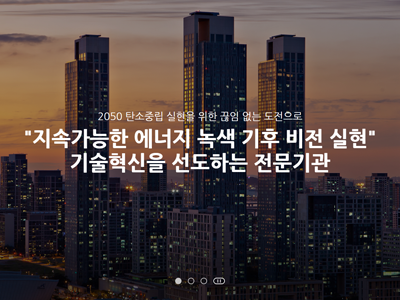 2050 탄소중립 실현을 위한 끊임 없는 도전으로
"지속가능한 에너지 녹색 기후 비전 실현"
기술혁신을 선도하는 전문기관